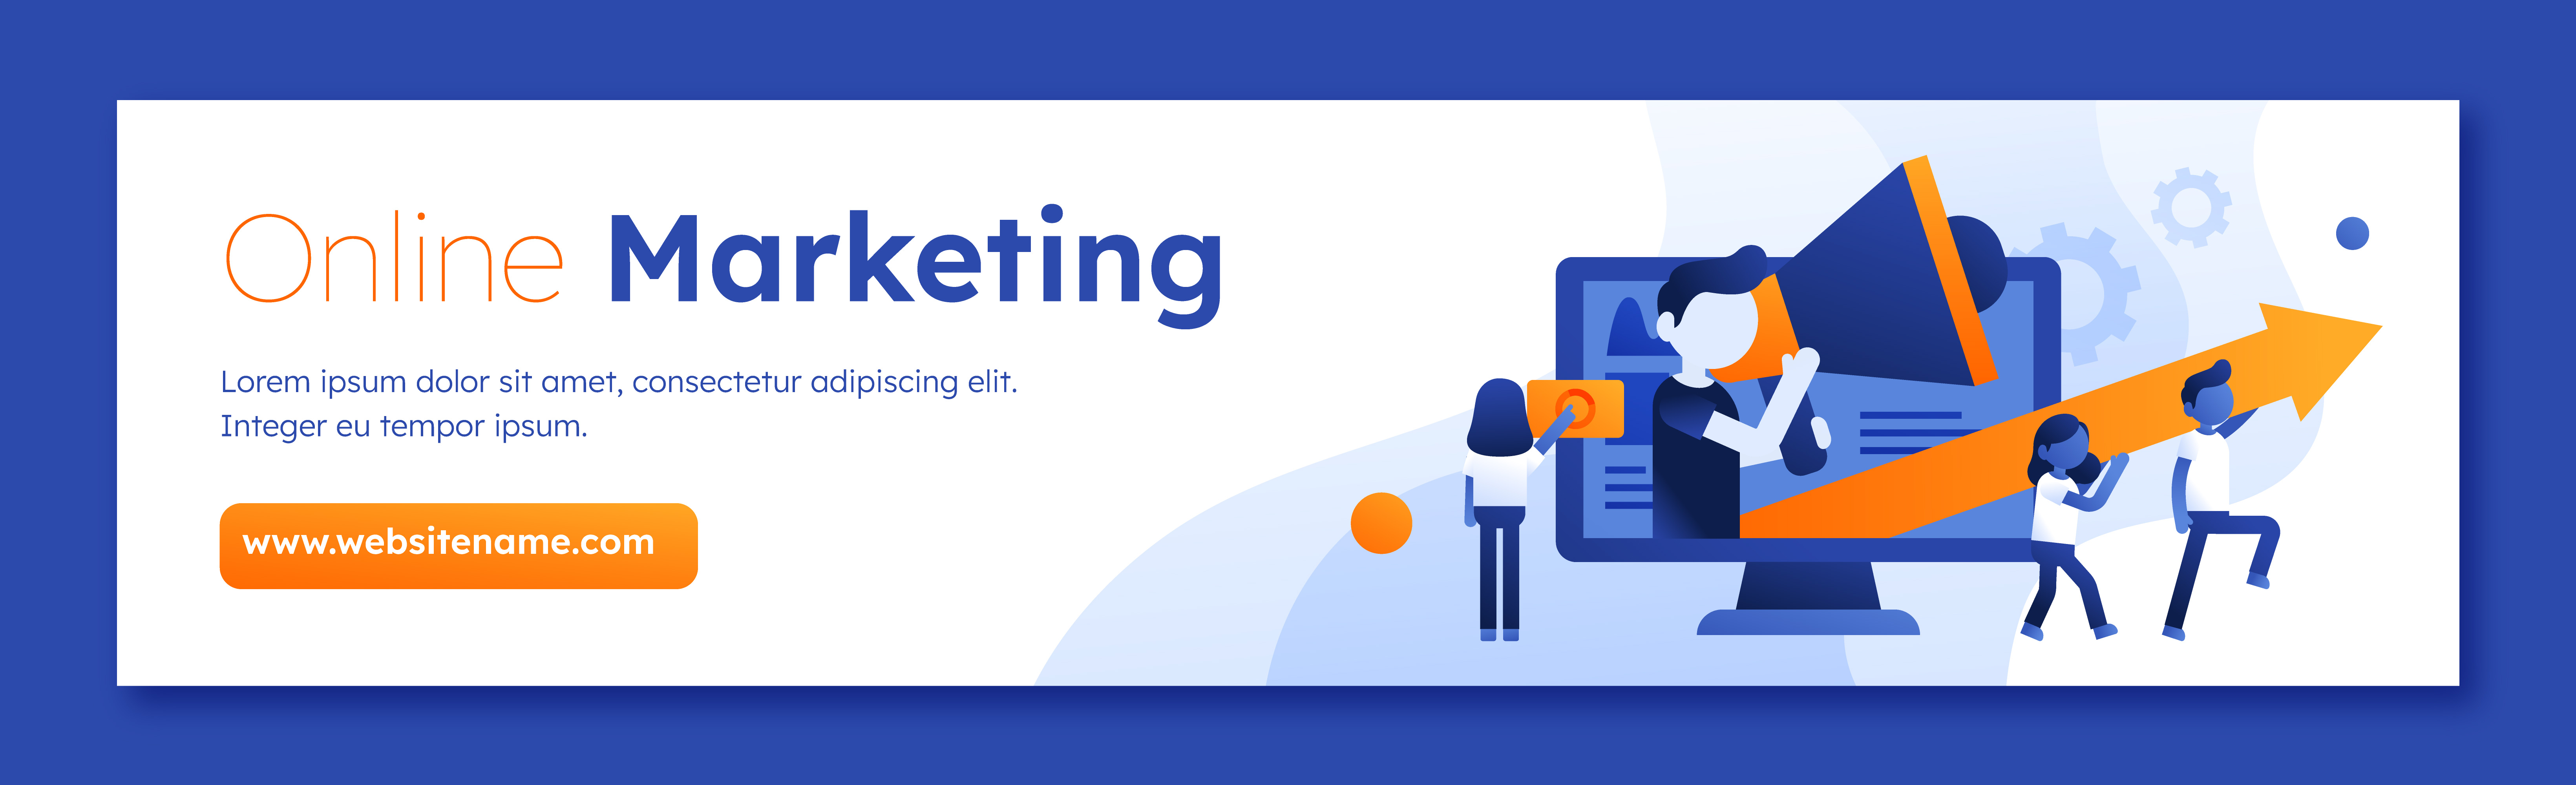 Online Marketing
Lorem ipsum dolor sit amet, consectetur adipiscing elit.
Integer eu tempor ipsum.
www.websitename.com